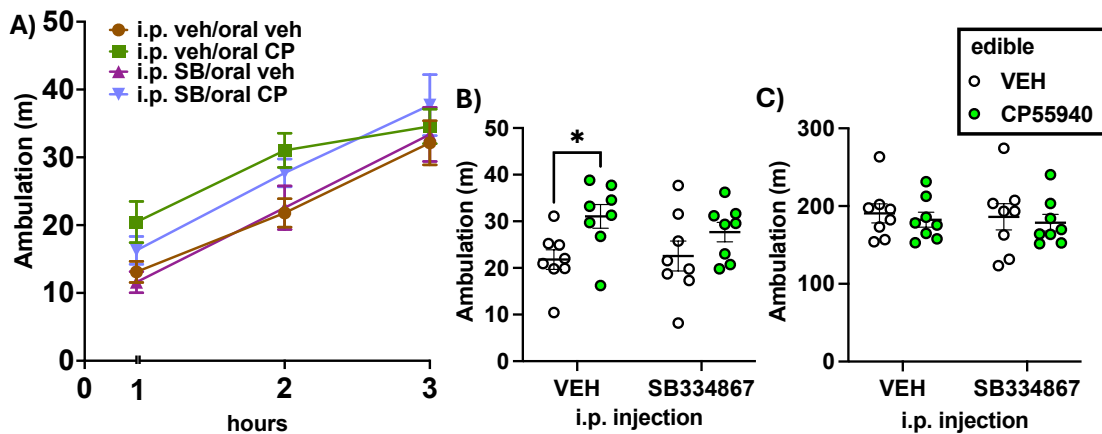 A)
Ambulation (m)
50
40
30
20
10
0
0
1
2
3
hours
i.p. veh/oral veh
i.p. veh/oral CP
i.p. SB/oral veh
i.p. SB/oral CP
B)
Ambulation (m)
50
40
30
20
10
0
*
VEH
SB334867
i.p. injection
C)
Ambulation (m)
300
200
100
0
VEH
SB334867
i.p. injection
edible
VEH
CP55940